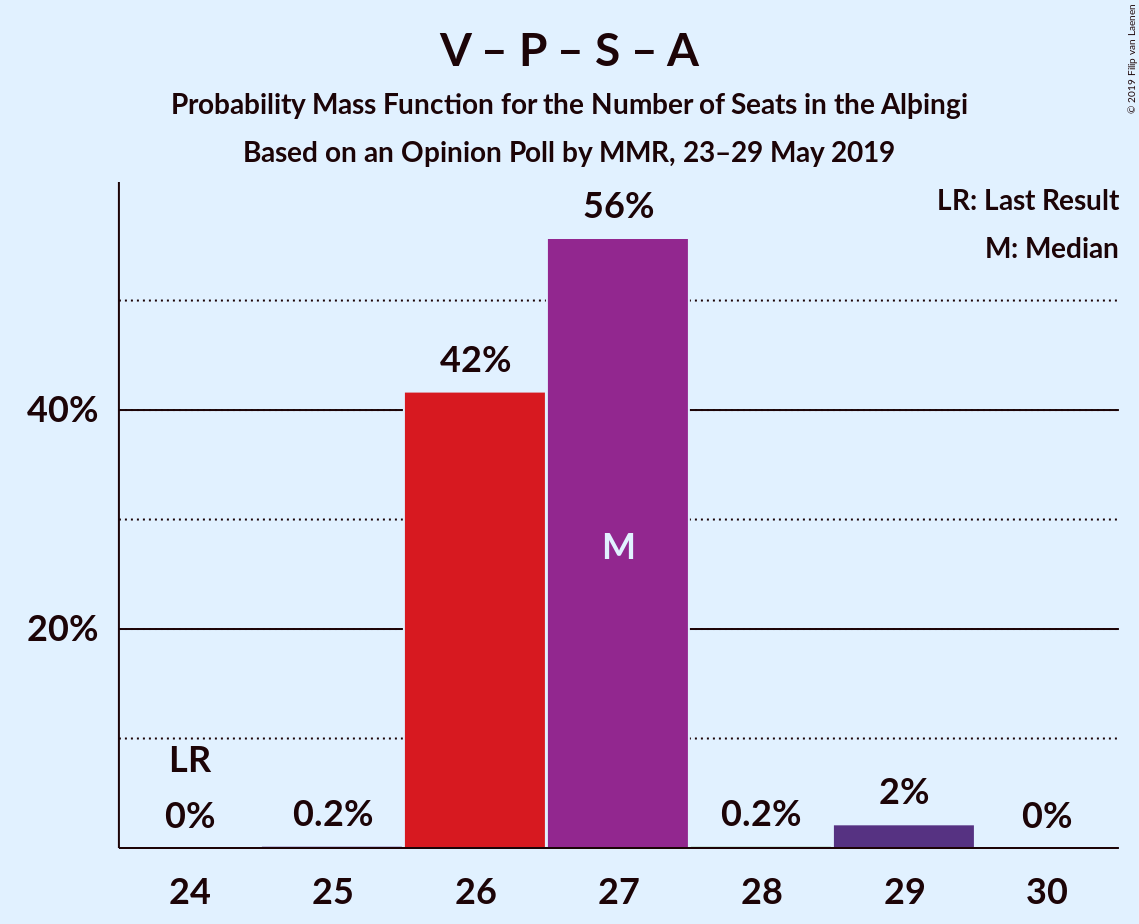 V – P – S – A
Probability Mass Function for the Number of Seats in the Alþingi
Based on an Opinion Poll by MMR, 23–29 May 2019
© 2019 Filip van Laenen
LR: Last Result
M: Median
56%
42%
40%
M
20%
LR
0%
0.2%
0.2%
2%
0%
24
25
26
27
28
29
30